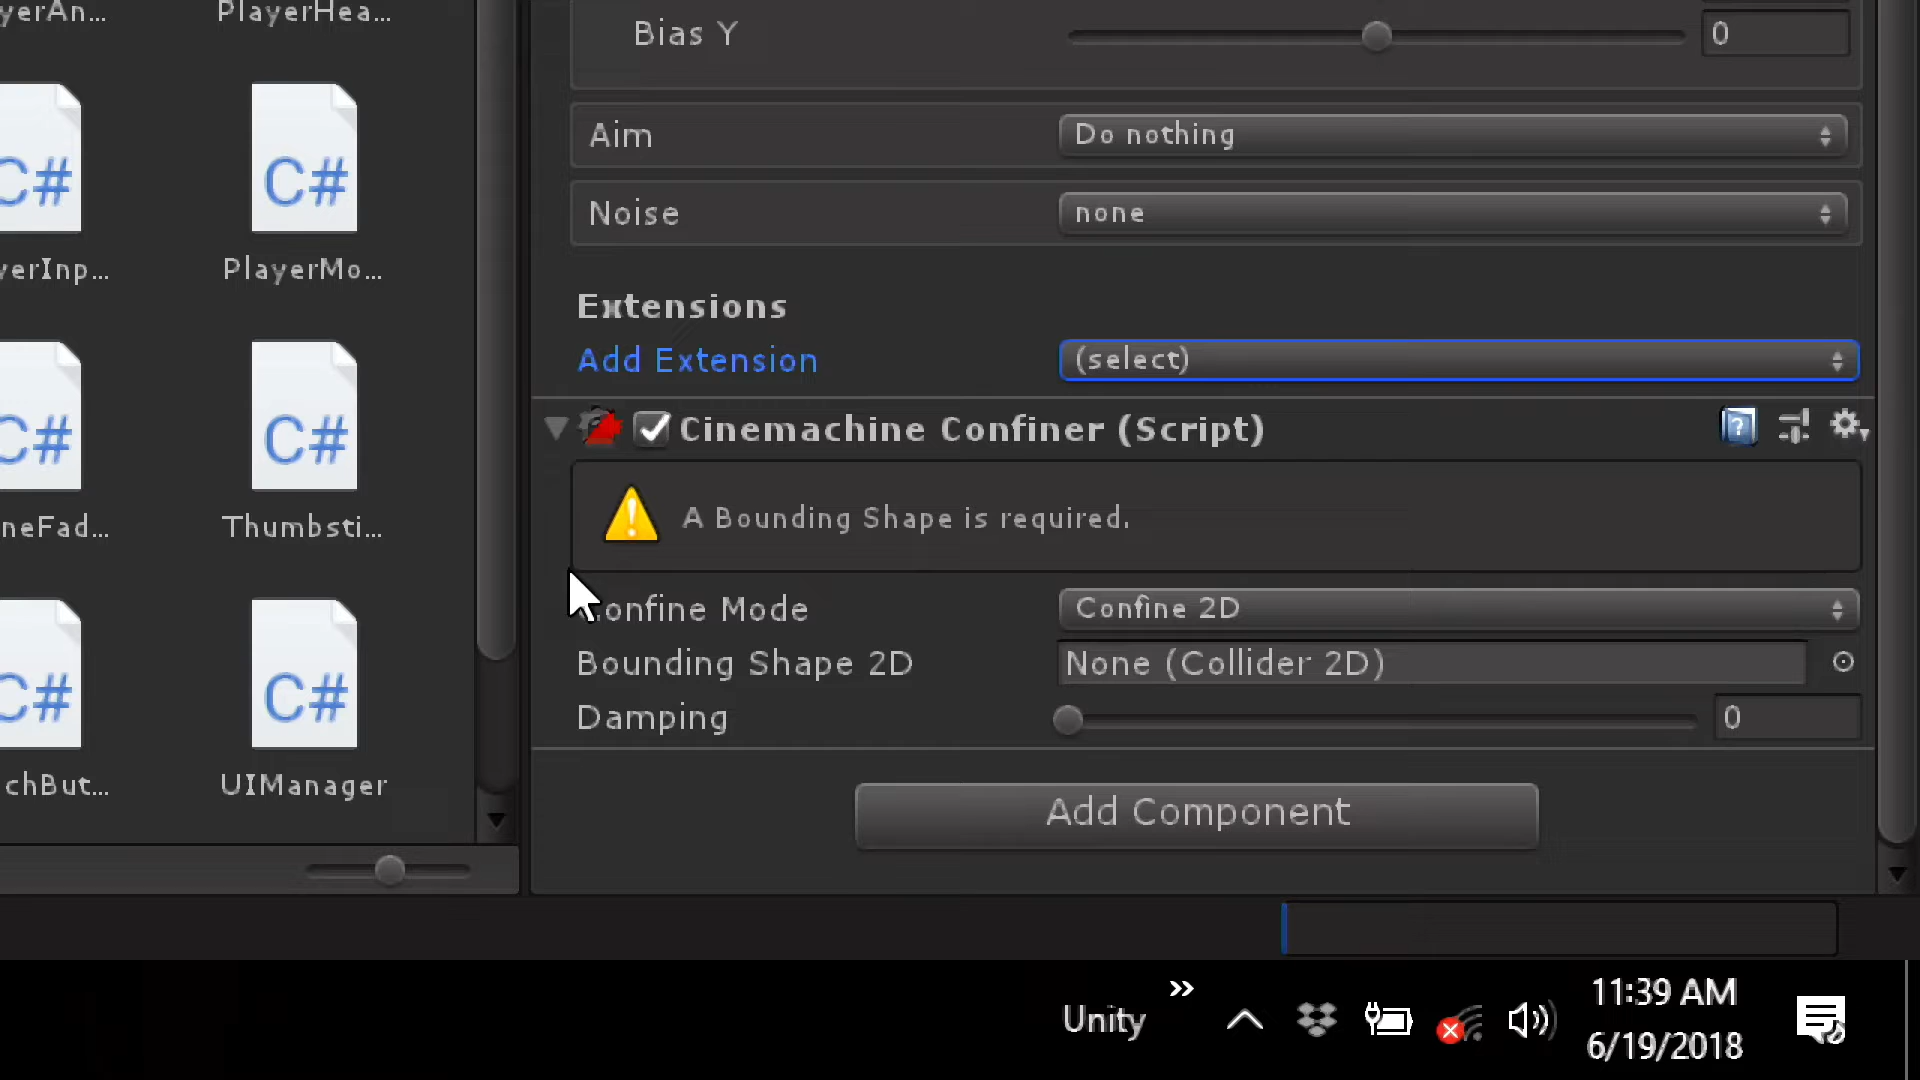 yerAn...
PlayerHea...
C#
C#
yerInp...
PlayerMo...
C#
C#
neFad...
Thumbsti...
C#
C#
chBut...
UIManager
Bias Y
0
Aim
Do nothing
Noise
none
Extensions
Add Extension
(select)
Cinemachine Confiner (Script)
?
A Bounding Shape is required.
onfine Mode
Confine 2D
Bounding Shape 2D
None (Collider 2D)
Damping
0
Add Component
Unity
»
11:39 AM
6/19/2018